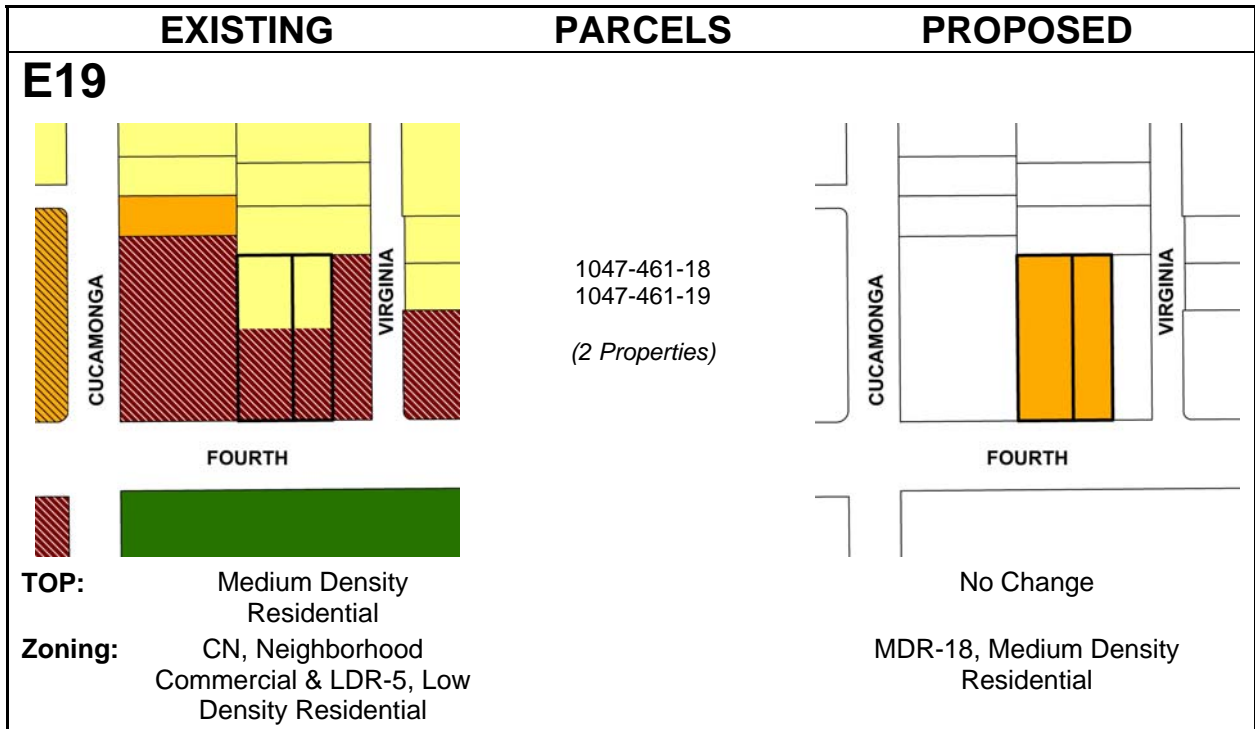 EXISTING PARCELS PROPOSED
E19
CUCAMONGA
VIRGINIA
FOURTH
1047-461-18
1047-461-19
(2 Properties)
CUCAMONGA
VIRGINIA
FOURTH
TOP: Medium Density
Residential
No Change
Zoning: CN, Neighborhood
Commercial & LDR-5, Low
Density Residential
MDR-18, Medium Density
Residential